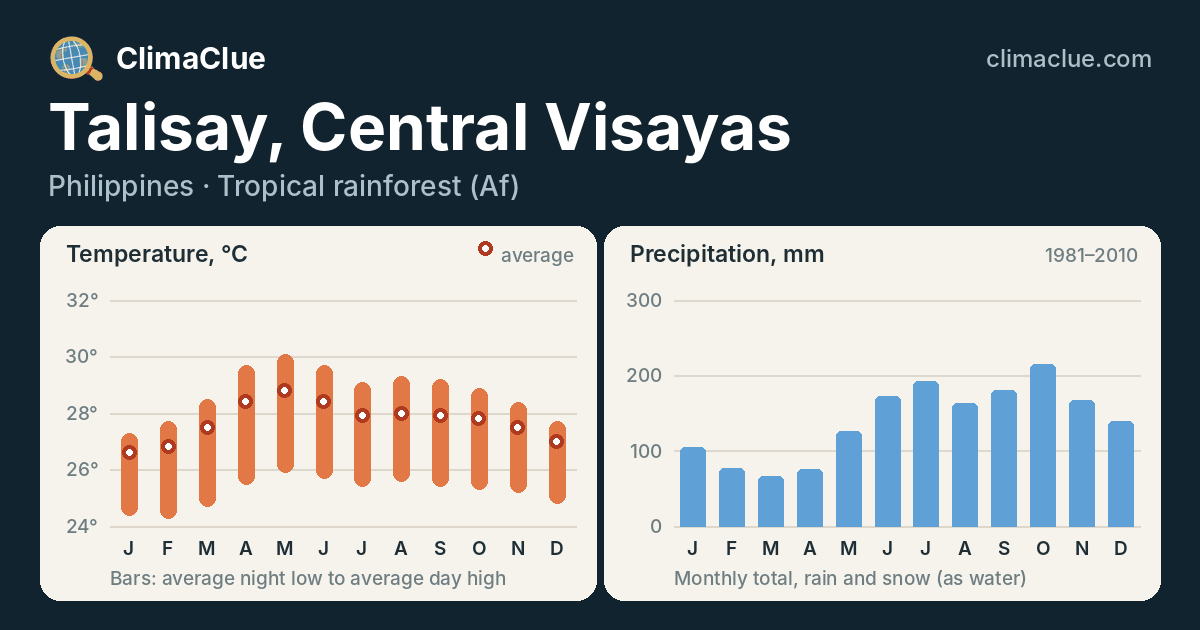 ClimaClue
climaclue.com
Talisay, Central Visayas
Philippines · Tropical rainforest (Af)
Temperature, °C
average
32°
30°
28°
26°
24°
J F M A M J J A S O N D
Bars: average night low to average day high
Precipitation, mm
1981–2010
300
200
100
0
J F M A M J J A S O N D
Monthly total, rain and snow (as water)